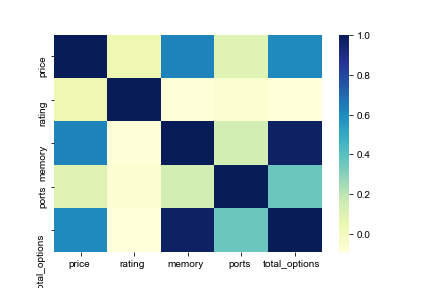 price
rating
memory
ports
tal_options
price rating memory ports total_options
1.0
0.8
0.6
0.4
0.2
0.0